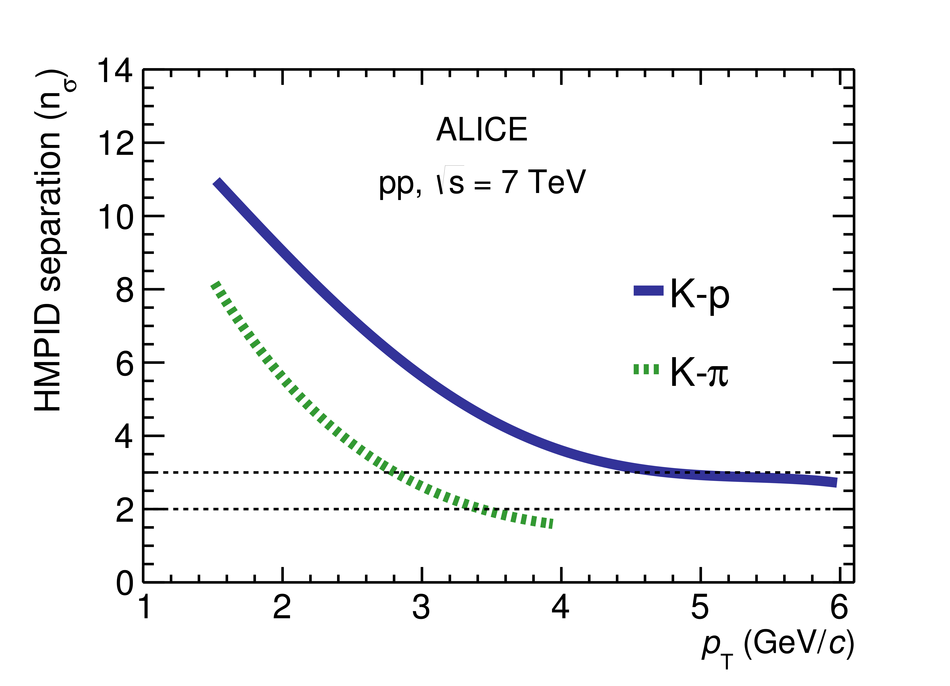 HMPID separation (nσ)
14
12
10
8
6
4
2
0
ALICE
pp, √s = 7 TeV
K-p
K-π
1 2 3 4 5 6
pT (GeV/c)